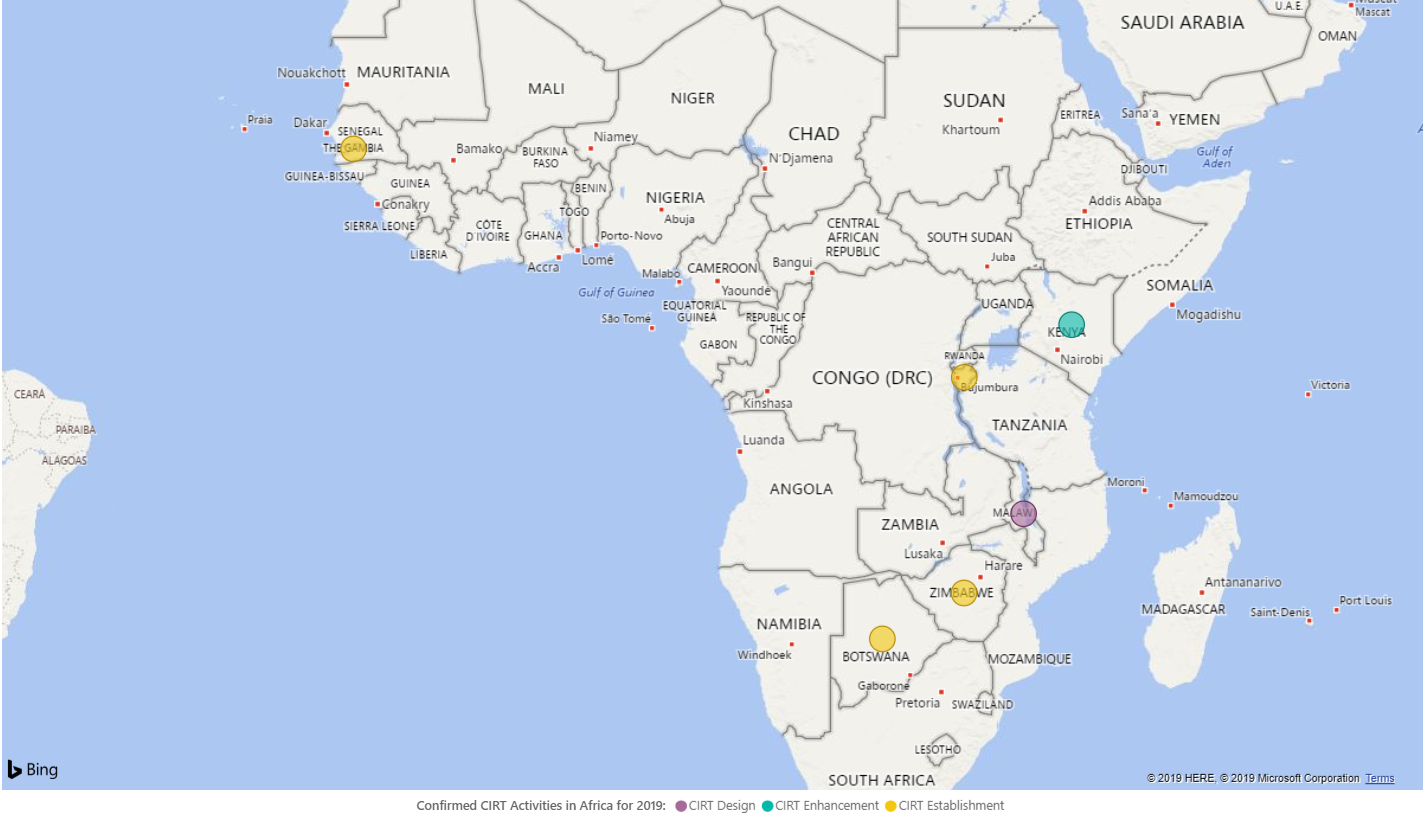 SAUDI ARABIA
U.A.E.
Muscat
Mascat
OMAN
Nouakchott
MAURITANIA
MALI
NIGER
CHAD
SUDAN
Khartoum
ERITREA
Sana'a
YEMEN
Gulf of
Aden
DJIBOUTI
Praia
Dakar
SENEGAL
THE GAMBIA
GUINEA-BISSAU
Bamako
BURKINA
FASO
Niamey
N'Djamena
GUINEA
Conakry
SIERRA LEONE
LIBERIA
CÔTE
D'IVOIRE
GHANA
Accra
TOGO
BENIN
Lomé
Porto-Novo
NIGERIA
Abuja
Malabo
CAMEROON
Yaounde
CENTRAL
AFRICAN
REPUBLIC
Bangui
SOUTH SUDAN
Juba
Addis Ababa
ETHIOPIA
SOMALIA
Mogadishu
Gulf of Guinea
EQUATORIAL
GUINEA
São Tomé
GABON
REPUBLIC OF
THE
CONGO
UGANDA
KENYA
Nairobi
RWANDA
Bujumbura
CONGO (DRC)
Kinshasa
TANZANIA
Victoria
CEARÁ
PARAIBA
ALAGOAS
Luanda
ANGOLA
ZAMBIA
Lusaka
MALAWI
Moroni
Mamoudzou
Harare
ZIMBABWE
Antananarivo
MADAGASCAR
Saint-Denis
Port Louis
NAMIBIA
Windhoek
BOTSWANA
Gaborone
Pretoria
MOZAMBIQUE
SWAZILAND
LESOTHO
SOUTH AFRICA
Bing
© 2019 HERE, © 2019 Microsoft Corporation Terms
Confirmed CIRT Activities in Africa for 2019: CIRT Design CIRT Enhancement CIRT Establishment